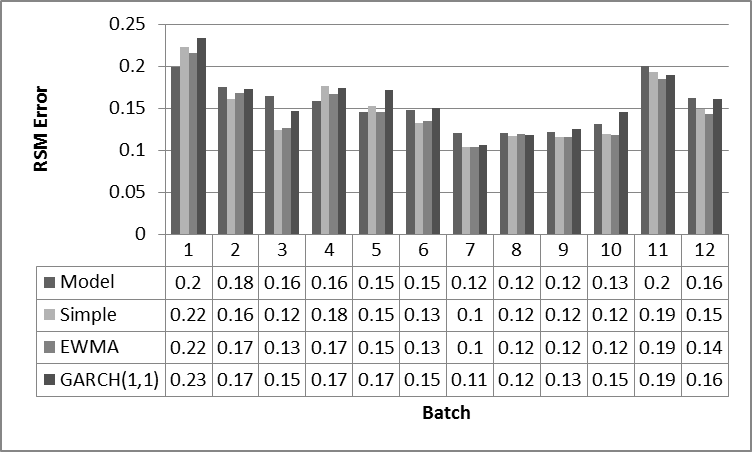 0.25
0.2
0.15
0.1
0.05
0
RSM Error
1 2 3 4 5 6 7 8 9 10 11 12
Model 0.2 0.18 0.16 0.16 0.15 0.15 0.12 0.12 0.12 0.13 0.2 0.16
Simple 0.22 0.16 0.12 0.18 0.15 0.13 0.1 0.12 0.12 0.12 0.19 0.15
EWMA 0.22 0.17 0.13 0.17 0.15 0.13 0.1 0.12 0.12 0.12 0.19 0.14
GARCH(1,1) 0.23 0.17 0.15 0.17 0.17 0.15 0.11 0.12 0.13 0.15 0.19 0.16
Batch